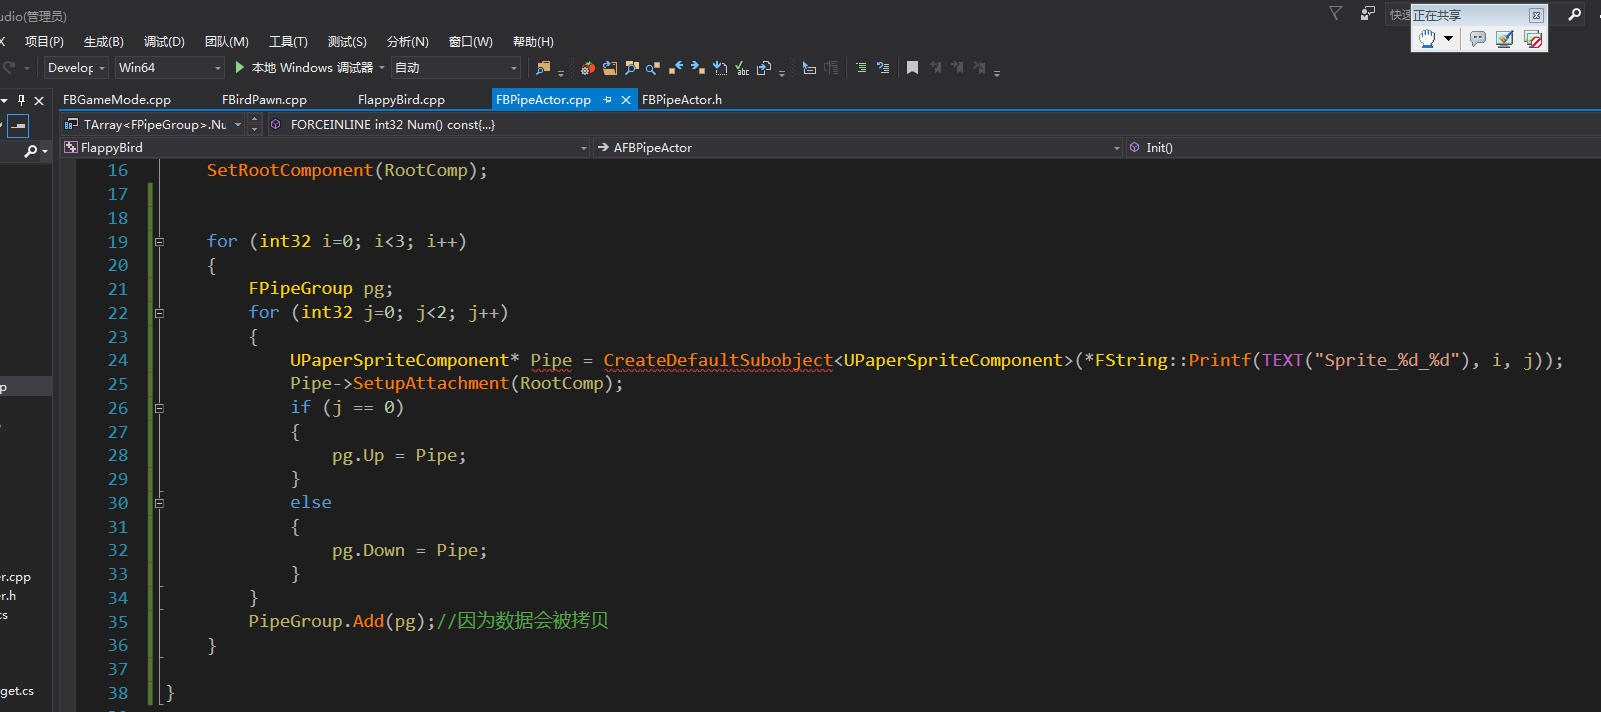 udio(管理员)
快速
正在共享
X 项目(P) 生成(B) 调试(D) 团队(M) 工具(T) 测试(S) 分析(N) 窗口(W) 帮助(H)
Develop Win64 本地 Windows 调试器 自动
FBGameMode.cpp FBirdPawn.cpp FlappyBird.cpp FBPipeActor.cpp FBPipeActor.h
TArray<FPipeGroup>.Nu FORCEINLINE int32 Num() const{...}
FlappyBird AFBPipeActor Init()
16 SetRootComponent(RootComp);
17
18
19 for (int32 i=0; i<3; i++)
20 {
21 FPipeGroup pg;
22 for (int32 j=0; j<2; j++)
23 {
24 UPaperSpriteComponent* Pipe = CreateDefaultSubobject<UPaperSpriteComponent>(*FString::Printf(TEXT("Sprite_%d_%d"), i, j));
25 Pipe->SetupAttachment(RootComp);
26 if (j == 0)
27 {
28 pg.Up = Pipe;
29 }
30 else
31 {
32 pg.Down = Pipe;
33 }
34 }
35 PipeGroup.Add(pg);//因为数据会被拷贝
36 }
37
38 }
p
er.cpp
er.h
cs
get.cs